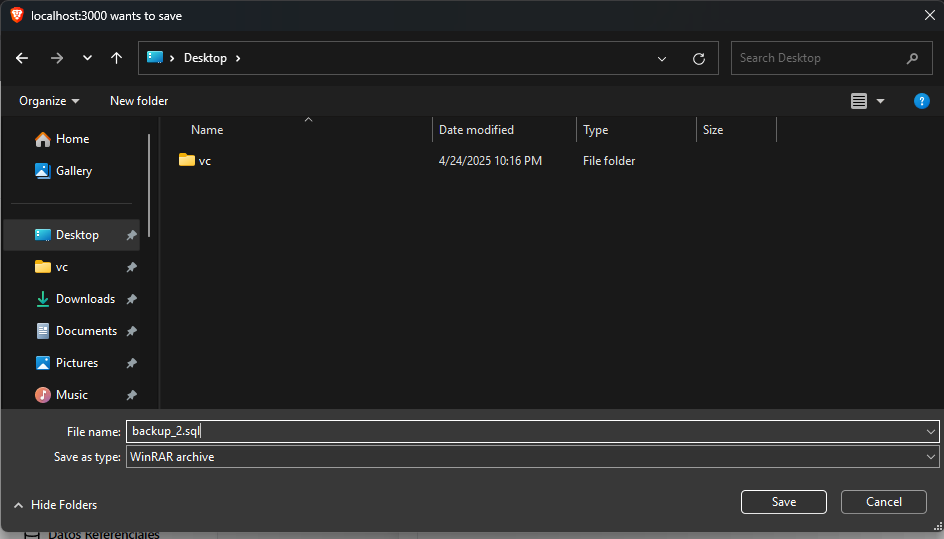 localhost:3000 wants to save
Desktop
Search Desktop
Organize
New folder
Name
Date modified
Type
Size
Home
Gallery
vc
4/24/2025 10:16 PM
File folder
Desktop
vc
Downloads
Documents
Pictures
Music
File name:
backup_2.sql
Save as type:
WinRAR archive
Hide Folders
Save
Cancel
Datos Referenciales